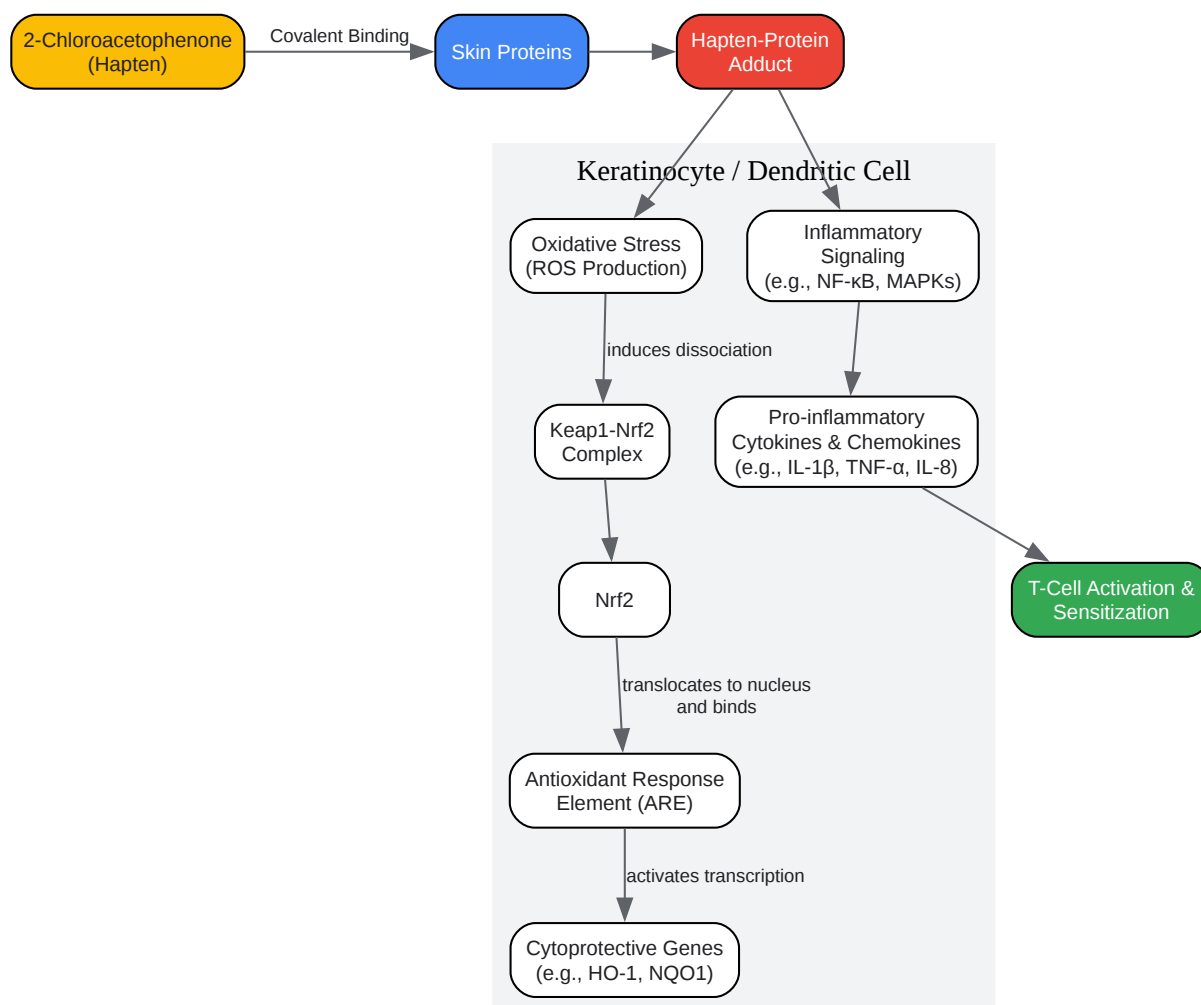 2-Chloroacetophenone
(Hapten)
Covalent Binding
Skin Proteins
Hapten-Protein
Adduct
Keratinocyte / Dendritic Cell
Oxidative Stress
(ROS Production)
Inflammatory
Signaling
(e.g., NF-κB, MAPKs)
induces dissociation
Keap1-Nrf2
Complex
Pro-inflammatory
Cytokines & Chemokines
(e.g., IL-1β, TNF-α, IL-8)
Nrf2
T-Cell Activation &
Sensitization
translocates to nucleus
and binds
Antioxidant Response
Element (ARE)
activates transcription
Cytoprotective Genes
(e.g., HO-1, NQO1)